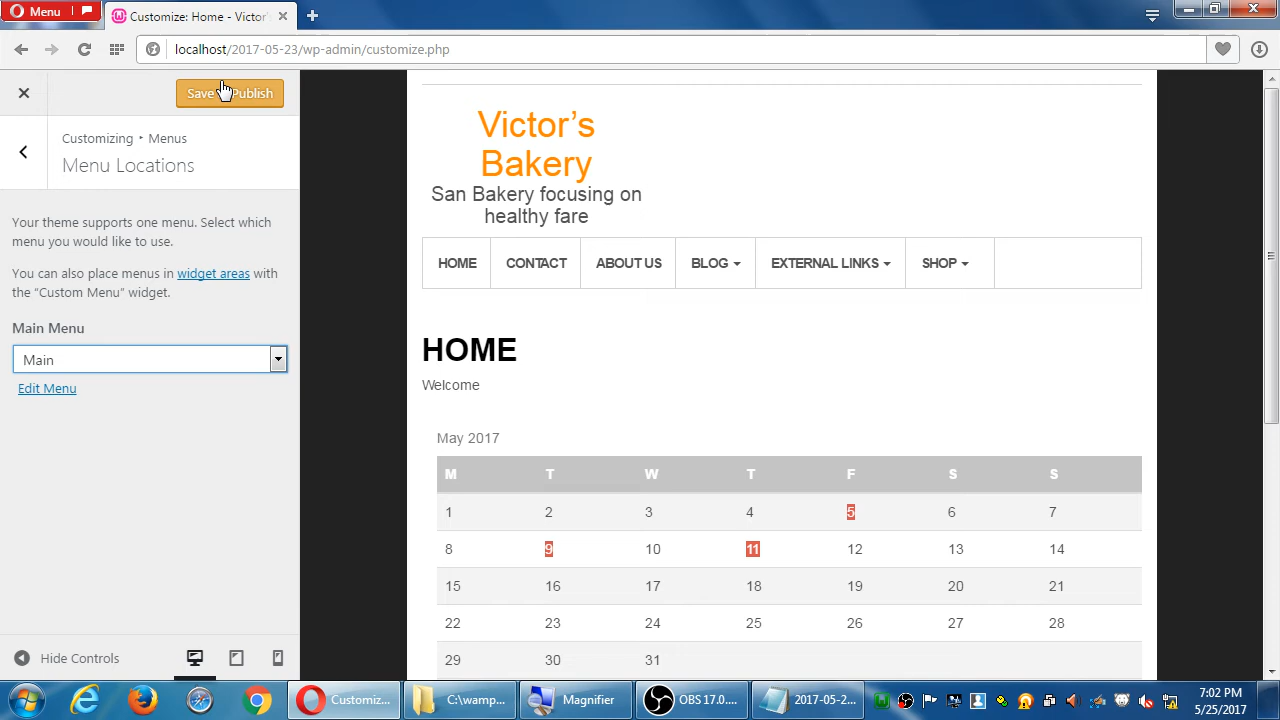 Menu
Customize: Home - Victor'
localhost/2017-05-23/wp-admin/customize.php
Save Publish
Customizing Menus
Menu Locations
Your theme supports one menu. Select which
menu you would like to use.
You can also place menus in widget areas with
the “Custom Menu” widget.
Main Menu
Main
Edit Menu
Hide Controls
Victor’s
Bakery
San Bakery focusing on
healthy fare
HOME CONTACT ABOUT US BLOG EXTERNAL LINKS SHOP
HOME
Welcome
May 2017
M T W T F S S
1 2 3 4 5 6 7
8 9 10 11 12 13 14
15 16 17 18 19 20 21
22 23 24 25 26 27 28
29 30 31
Customiz...
C:\wamp...
Magnifier
OBS 17.0....
2017-05-2...
7:02 PM
5/25/2017